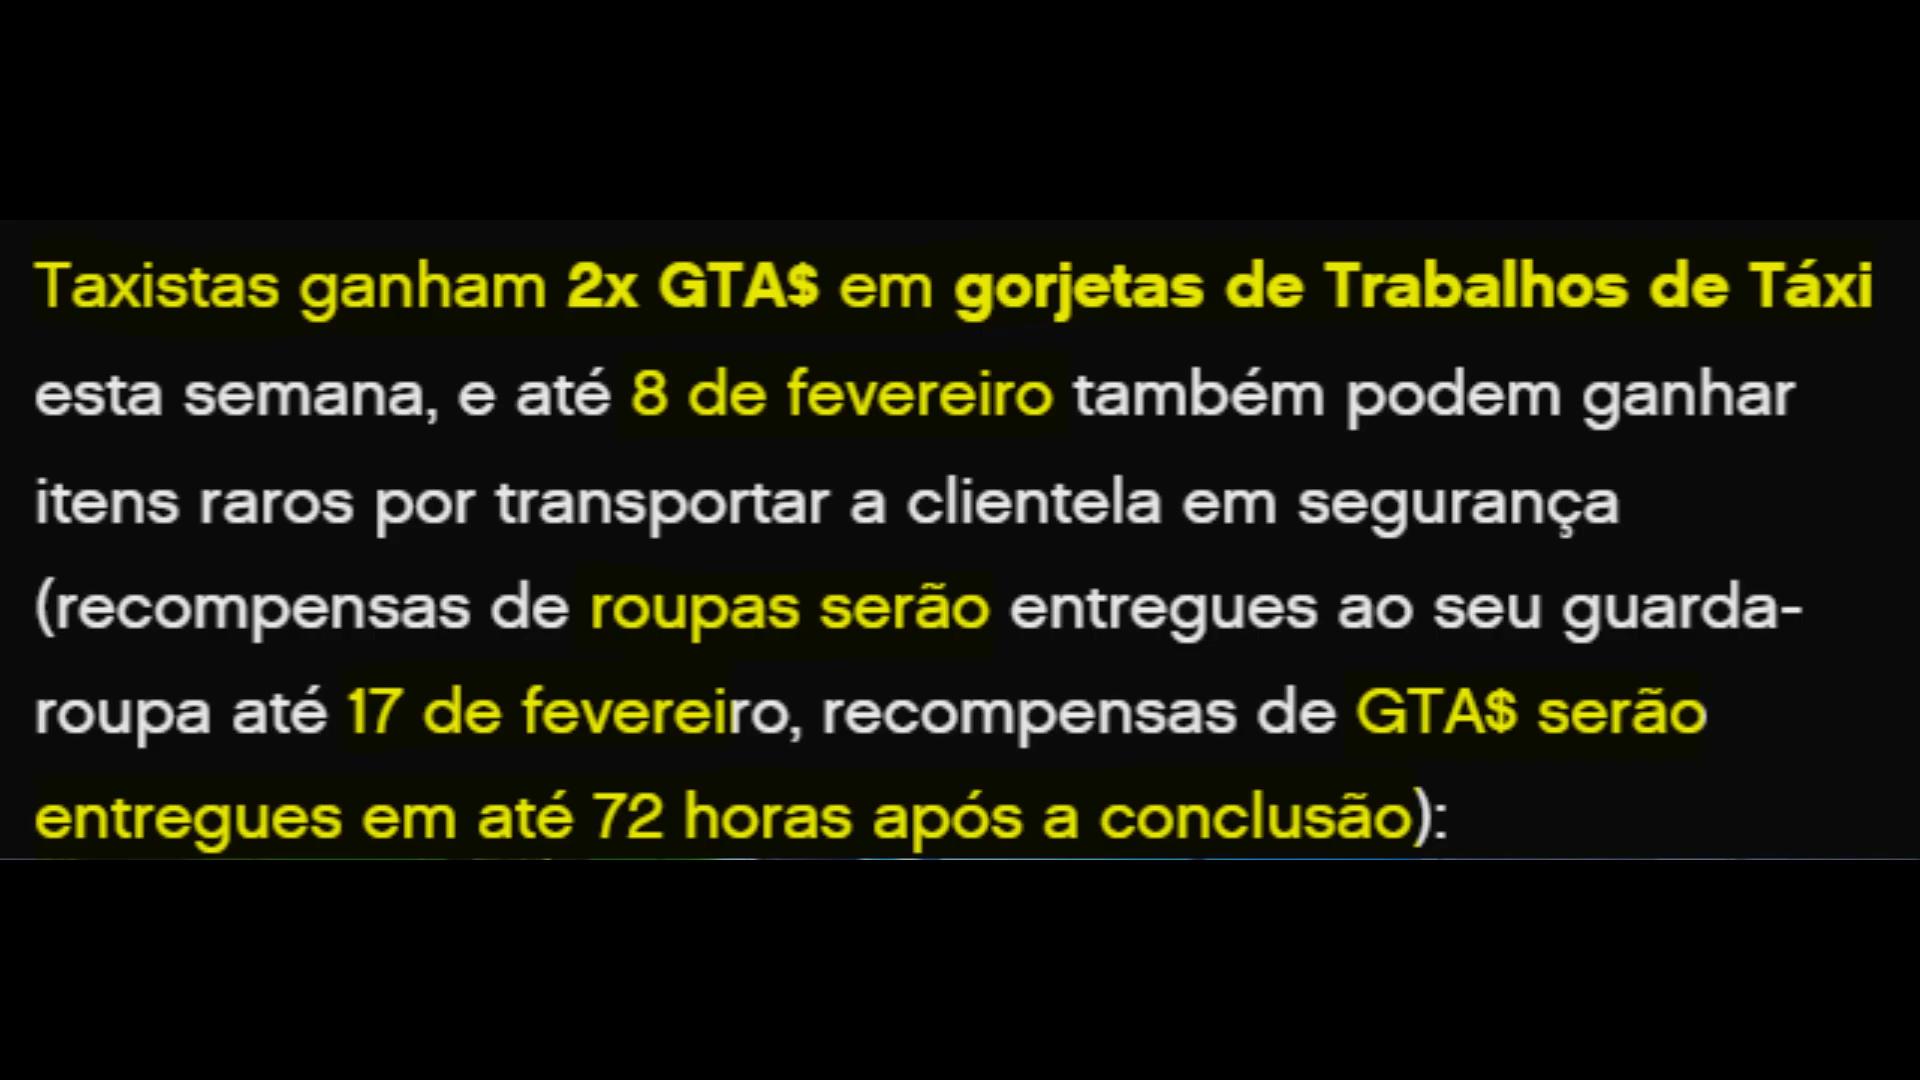 Taxistas ganham 2x GTA$ em gorjetas de Trabalhos de Táxi
esta semana, e até 8 de fevereiro também podem ganhar
itens raros por transportar a clientela em segurança
(recompensas de roupas serão entregues ao seu guarda-
roupa até 17 de fevereiro, recompensas de GTA$ serão
entregues em até 72 horas após a conclusão):